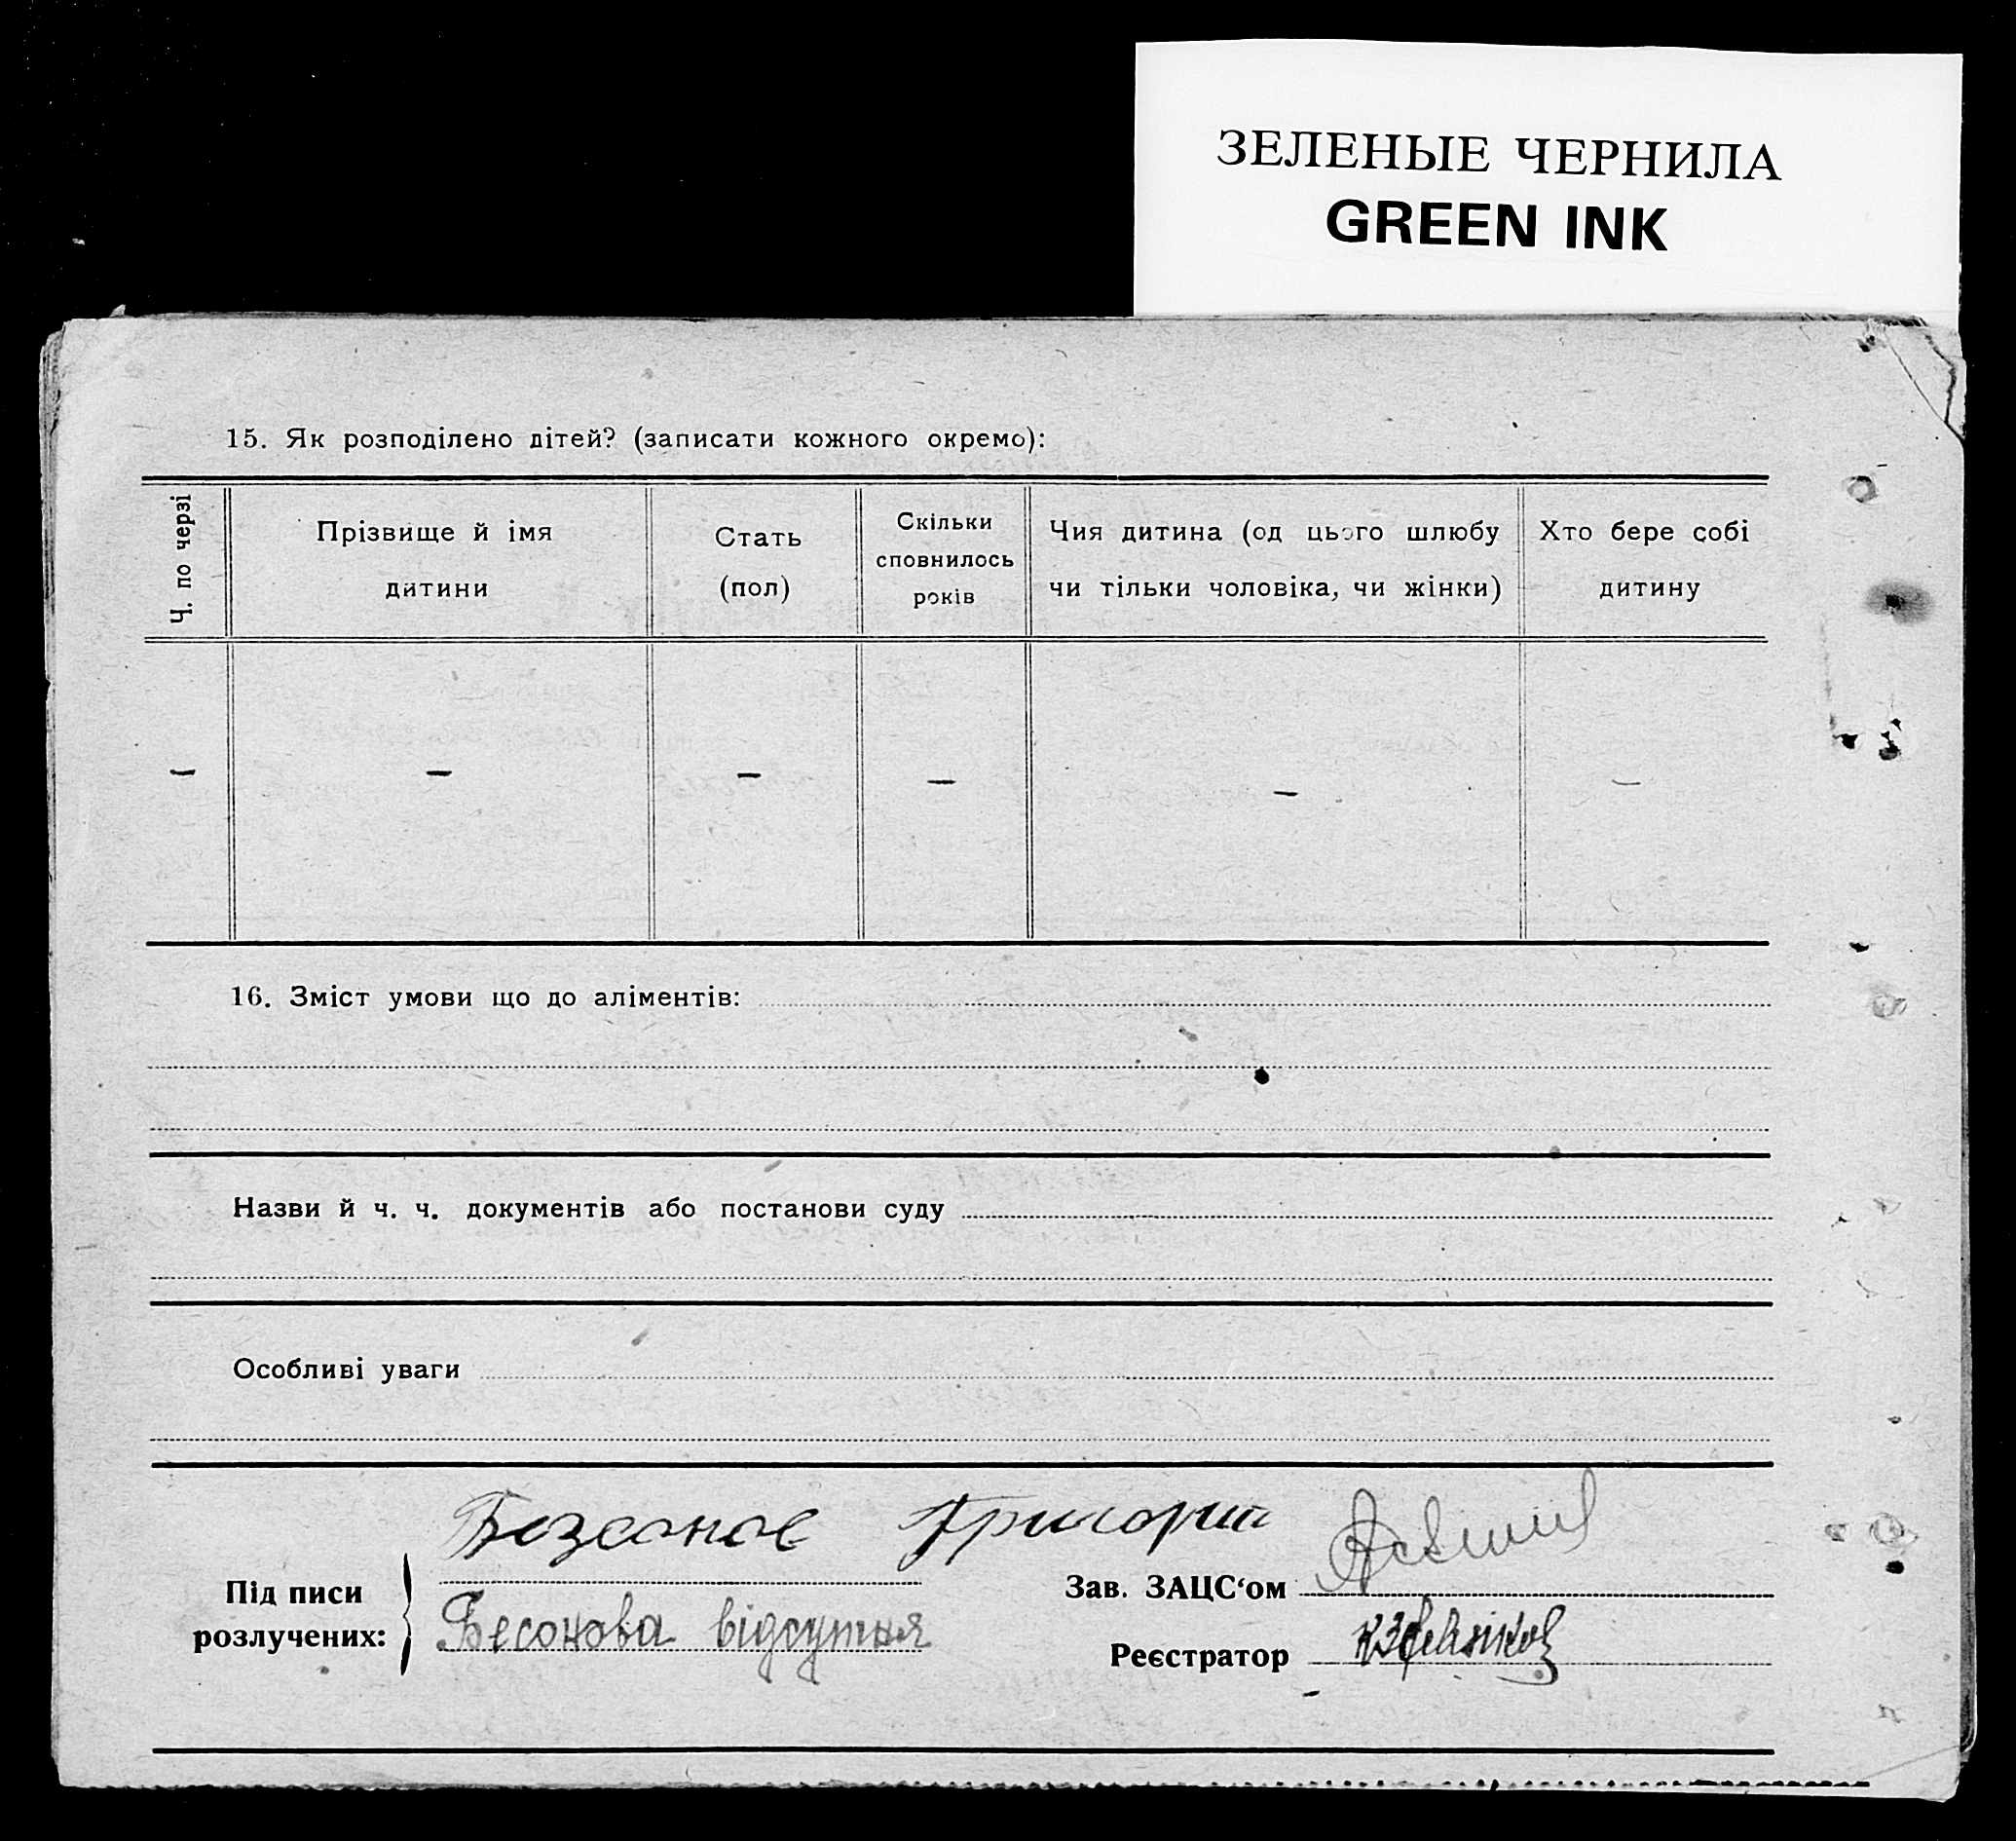 ЗЕЛЕНЫЕ ЧЕРНИЛА
GREEN INK
15. Як розподілено дітей? (записати кожного окремо):
Ч. по черзі
Прізвище й імя
дитини
Стать
(пол)
Скільки
сповнилось
років
Чия дитина (од цього шлюбу
чи тільки чоловіка, чи жінки)
Хто бере собі
дитину
— — — — — —
16. Зміст умови що до аліментів:
Назви й ч. ч. документів або постанови суду
Особливі уваги
Григорий
Під писи
розлучених:
Бесонова відсутня
Зав. ЗАЦС‘ом
Реєстратор